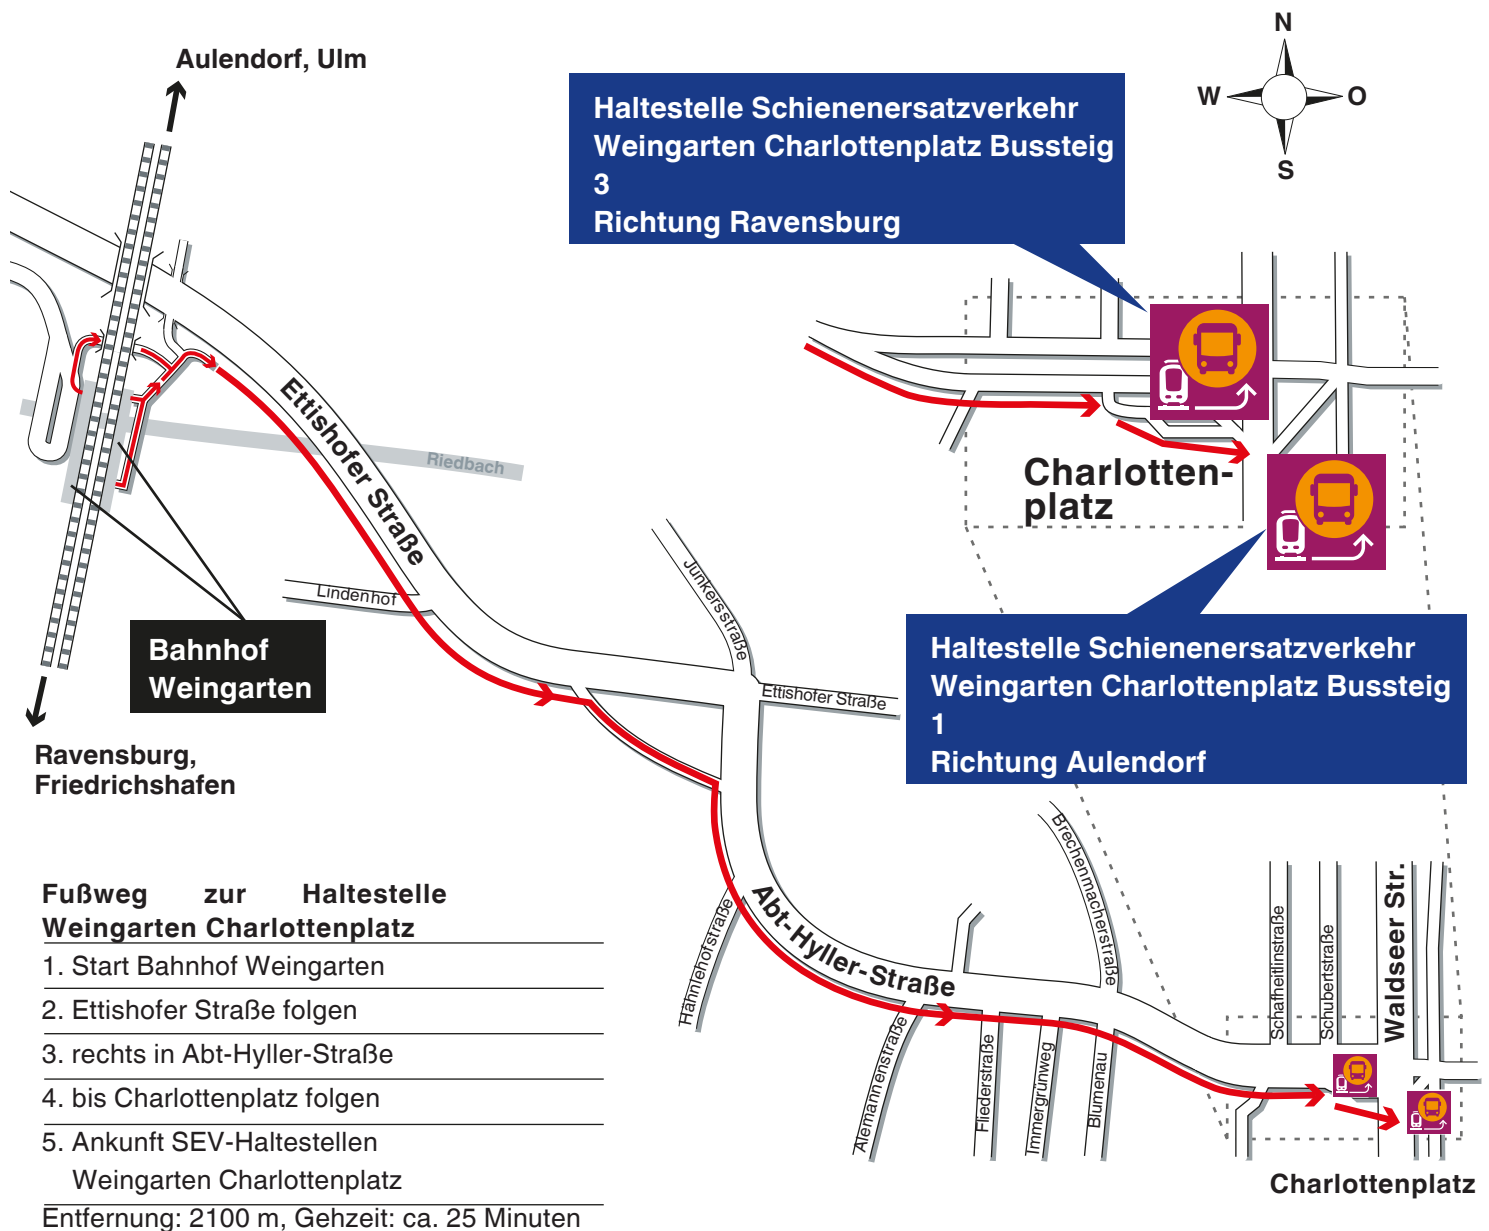 Aulendorf, Ulm
N
W
O
S
Haltestelle Schienenersatzverkehr
Weingarten Charlottenplatz Bussteig
3
Richtung Ravensburg
Ettishofer Straße
Riedbach
Charlotten-
platz
Lindenhof
Junkersstraße
Bahnhof
Weingarten
Ettishofer Straße
Haltestelle Schienenersatzverkehr
Weingarten Charlottenplatz Bussteig
1
Richtung Aulendorf
Ravensburg,
Friedrichshafen
Brechenmacherstraße
Abt-Hyller-Straße
Hähnlehofstraße
Schafheitlinstraße
Schubertstraße
Waldseer Str.
Alemannenstraße
Fliederstraße
Immergrünweg
Blumenau
Charlottenplatz
Fußweg zur Haltestelle
Weingarten Charlottenplatz
1. Start Bahnhof Weingarten
2. Ettishofer Straße folgen
3. rechts in Abt-Hyller-Straße
4. bis Charlottenplatz folgen
5. Ankunft SEV-Haltestellen
Weingarten Charlottenplatz
Entfernung: 2100 m, Gehzeit: ca. 25 Minuten